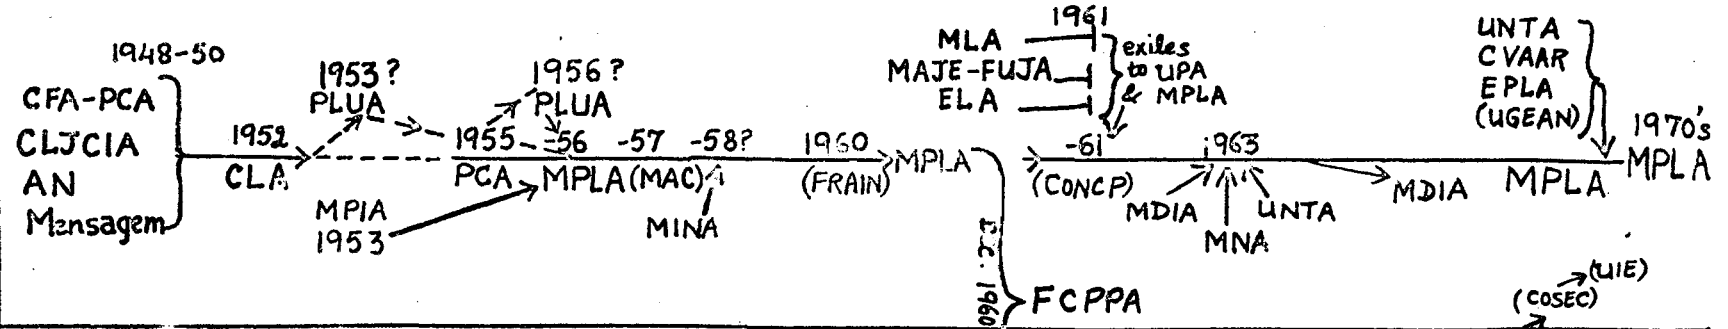 1948-50
CFA-PCA
CLJCIA
AN
Mensagem
1952
CLA
1953?
PLUA
MPIA
1953
1956?
PLUA
1955 -56 -57 -58?
PCA MPLA (MAC)
MINA
1960
(FRAIN)
MPLA
1960
FCPPA
1961
MLA
MAJE-FUJA
ELA
exiles
to UPA
& MPLA
-61
(CONCP)
1963
MDIA
MNA
UNTA
MDIA
MPLA
UNTA
CVAAR
EPLA
(UGEAN)
1970's
MPLA
(UIE)
(COSEC)